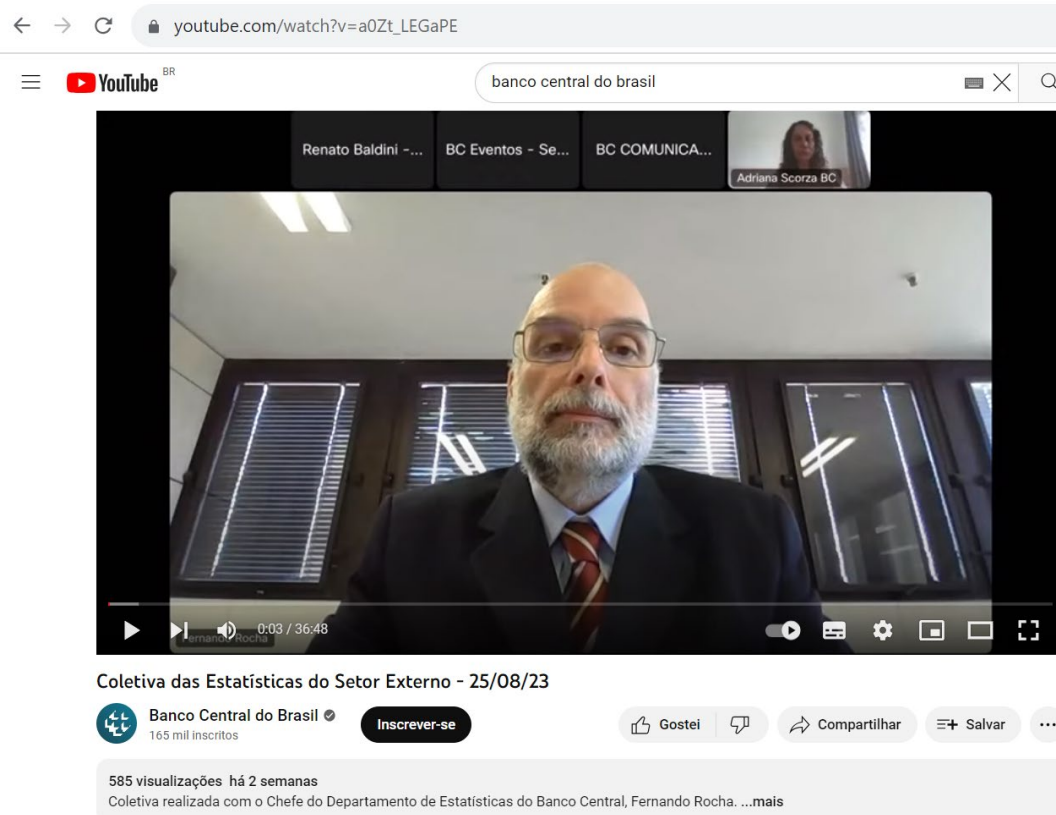 youtube.com/watch?v=a0Zt_LEGaPE
YouTube BR
banco central do brasil
Renato Baldini -...
BC Eventos - Se...
BC COMUNICA...
Adriana Scorza BC
0:03 / 36:48
Fernando Rocha
Coletiva das Estatísticas do Setor Externo - 25/08/23
Banco Central do Brasil
165 mil inscritos
Inscrever-se
Gostei
Compartilhar
Salvar
585 visualizações há 2 semanas
Coletiva realizada com o Chefe do Departamento de Estatísticas do Banco Central, Fernando Rocha. ...mais